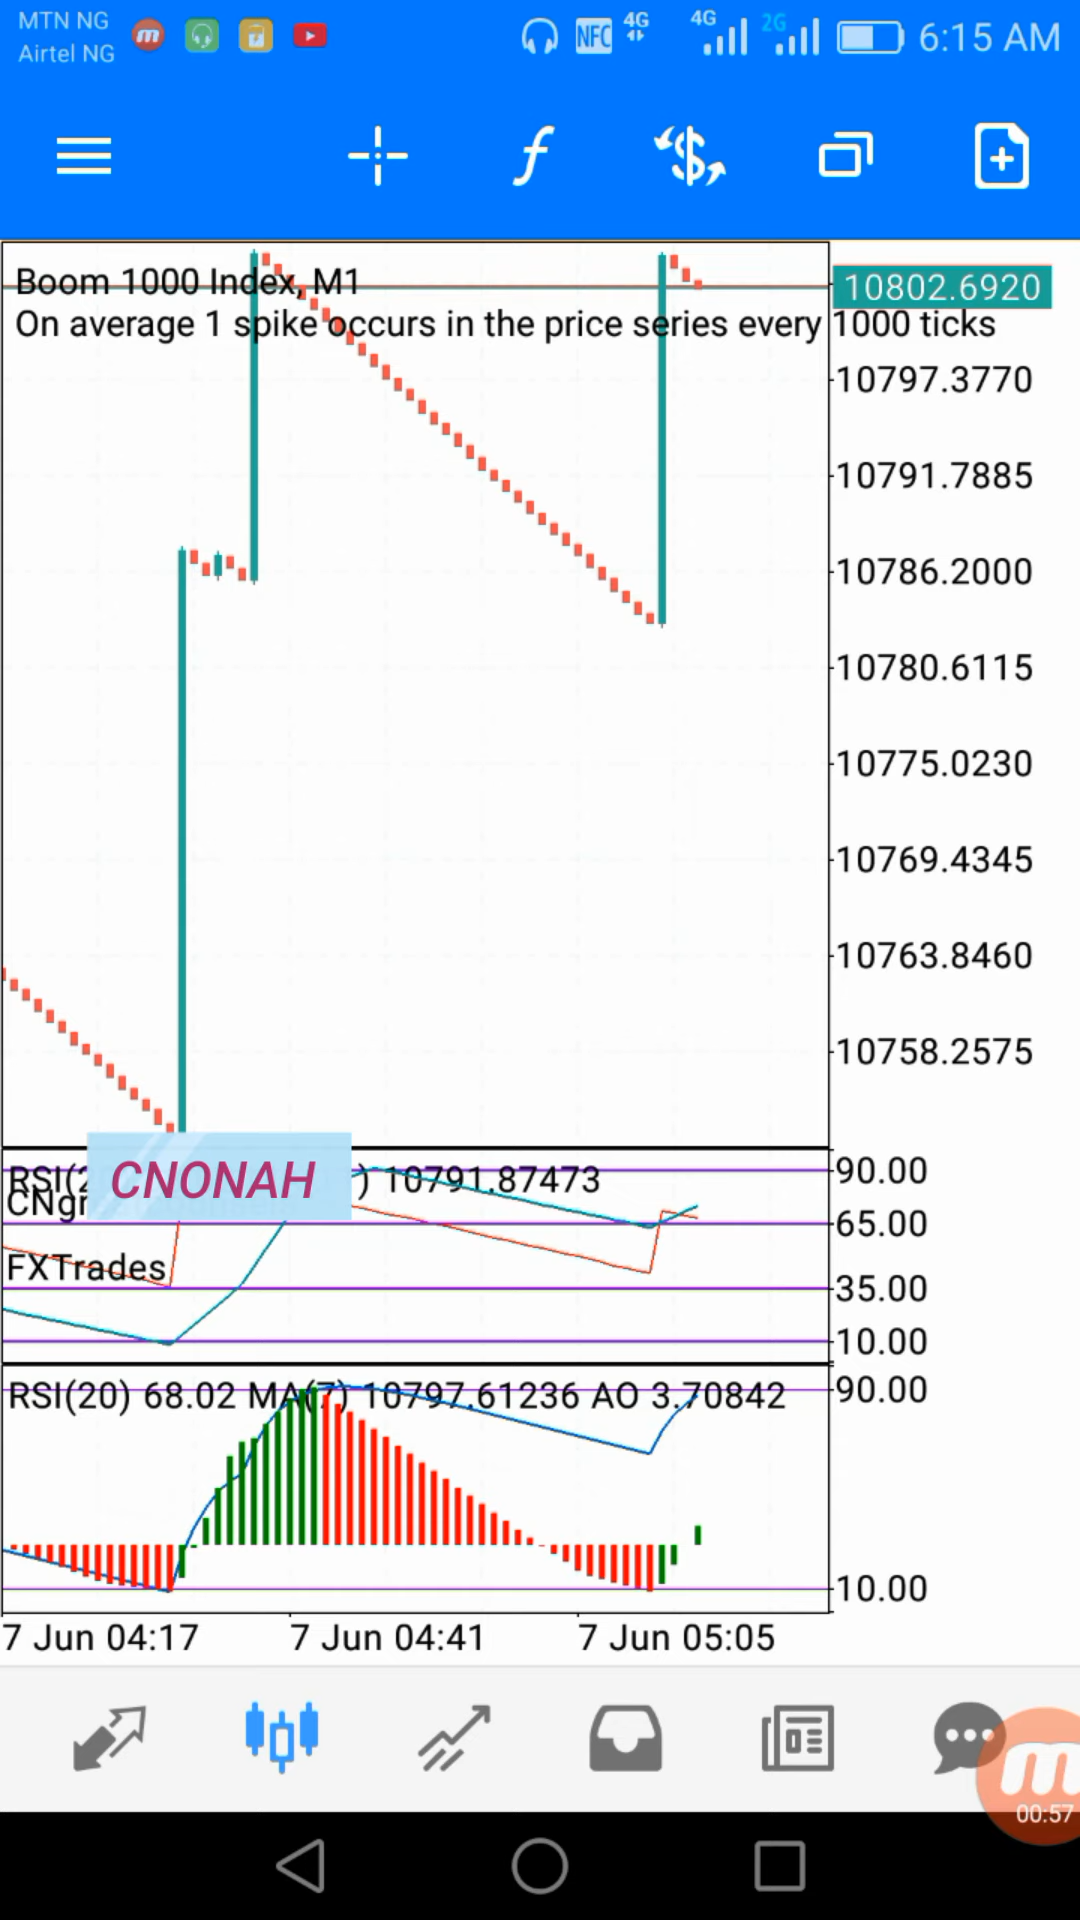 MTN NG
Airtel NG
NFC 4G 4G 2G 6:15 AM
Boom 1000 Index, M1
10802.6920
On average 1 spike occurs in the price series every 1000 ticks
10797.3770
10791.7885
10786.2000
10780.6115
10775.0230
10769.4345
10763.8460
10758.2575
CNONAH
) 10791.87473
90.00
65.00
FXTrades
35.00
10.00
RSI(20) 68.02 MA(7) 10797.61236 AO 3.70842
90.00
10.00
7 Jun 04:17
7 Jun 04:41
7 Jun 05:05
00:57